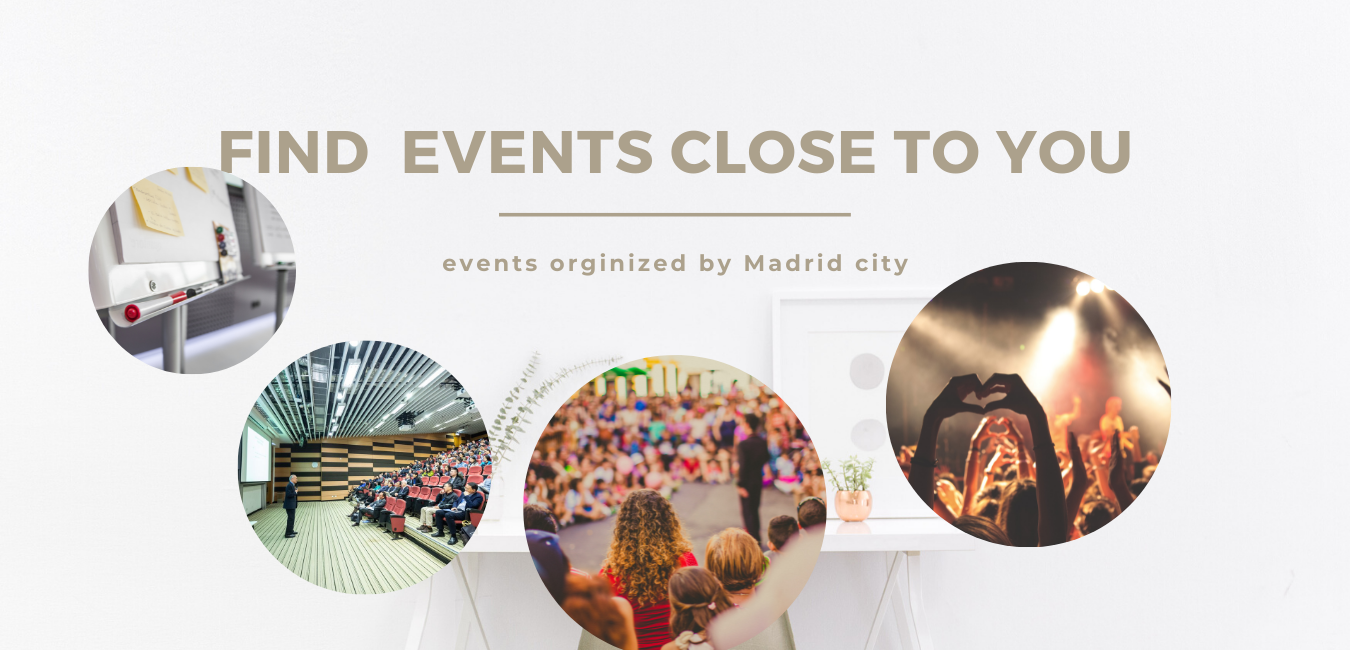 FIND EVENTS CLOSE TO YOU
events orginized by Madrid city